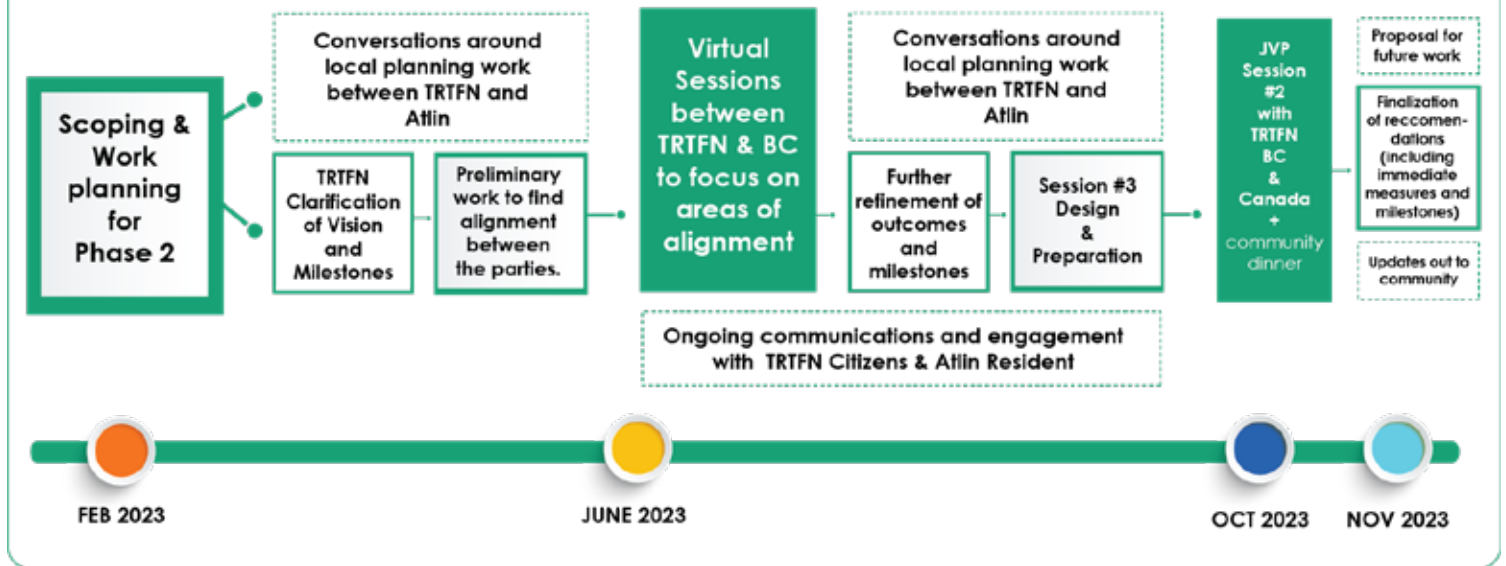 Scoping &
Work
planning
for
Phase 2
Conversations around
local planning work
between TRTFN and
Atlin
TRTFN
Clarification
of Vision
and
Milestones
Preliminary
work to find
alignment
between
the parties.
Virtual
Sessions
between
TRTFN & BC
to focus on
areas of
alignment
Conversations around
local planning work
between TRTFN and
Atlin
Further
refinement of
outcomes
and
milestones
Session #3
Design
&
Preparation
Ongoing communications and engagement
with TRTFN Citizens & Atlin Resident
JVP
Session
#2
with
TRTFN
BC
&
Canada
+
community
dinner
Proposal for
future work
Finalization
of reccomen-
dations
(including
immediate
measures and
milestones)
Updates out to
community
FEB 2023
JUNE 2023
OCT 2023
NOV 2023